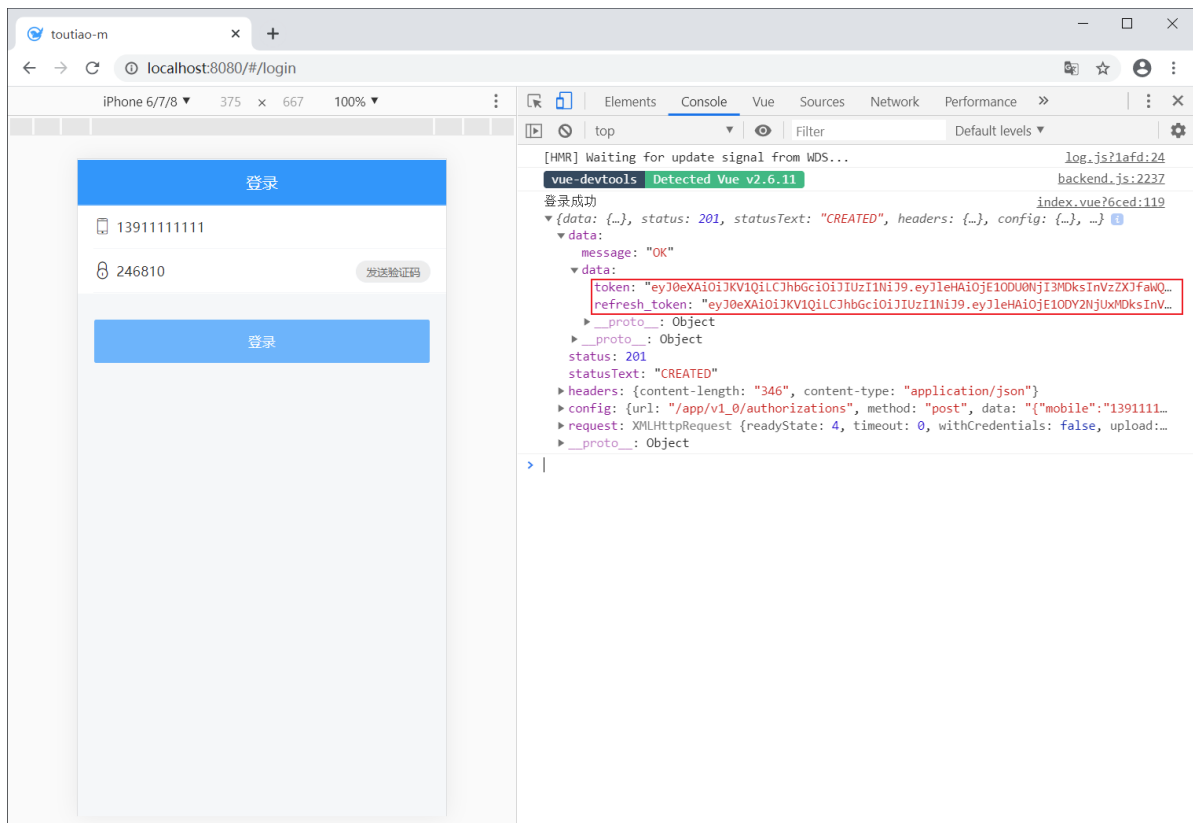 toutiao-m
localhost:8080/#/login
iPhone 6/7/8 ▼ 375 x 667 100% ▼
Elements Console Vue Sources Network Performance »
top ▼ Filter Default levels ▼
登录
13911111111
246810 发送验证码
登录
[HMR] Waiting for update signal from WDS... log.js?1afd:24
vue-devtools Detected Vue v2.6.11 backend.js:2237
登录成功 index.vue?6ced:119
▼{data: {…}, status: 201, statusText: "CREATED", headers: {…}, config: {…}, …} i
▼data:
message: "OK"
▼data:
token: "eyJ0eXAiOiJKV1QiLCJhbGciOiJIUzI1NiJ9.eyJleHAiOjE1ODU0NjI3MDksInVzZXJfaWQ…
refresh_token: "eyJ0eXAiOiJKV1QiLCJhbGciOiJIUzI1NiJ9.eyJleHAiOjE1ODY2NjUxMDksInV…
▶__proto__: Object
▶__proto__: Object
status: 201
statusText: "CREATED"
▶headers: {content-length: "346", content-type: "application/json"}
▶config: {url: "/app/v1_0/authorizations", method: "post", data: "{"mobile":"1391111…
▶request: XMLHttpRequest {readyState: 4, timeout: 0, withCredentials: false, upload:…
▶__proto__: Object
>